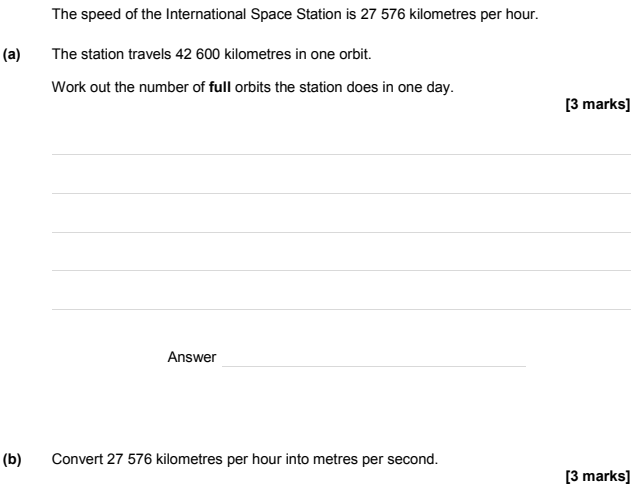 The speed of the International Space Station is 27 576 kilometres per hour.
(a) The station travels 42 600 kilometres in one orbit.
Work out the number of full orbits the station does in one day.
[3 marks]
Answer
(b) Convert 27 576 kilometres per hour into metres per second.
[3 marks]